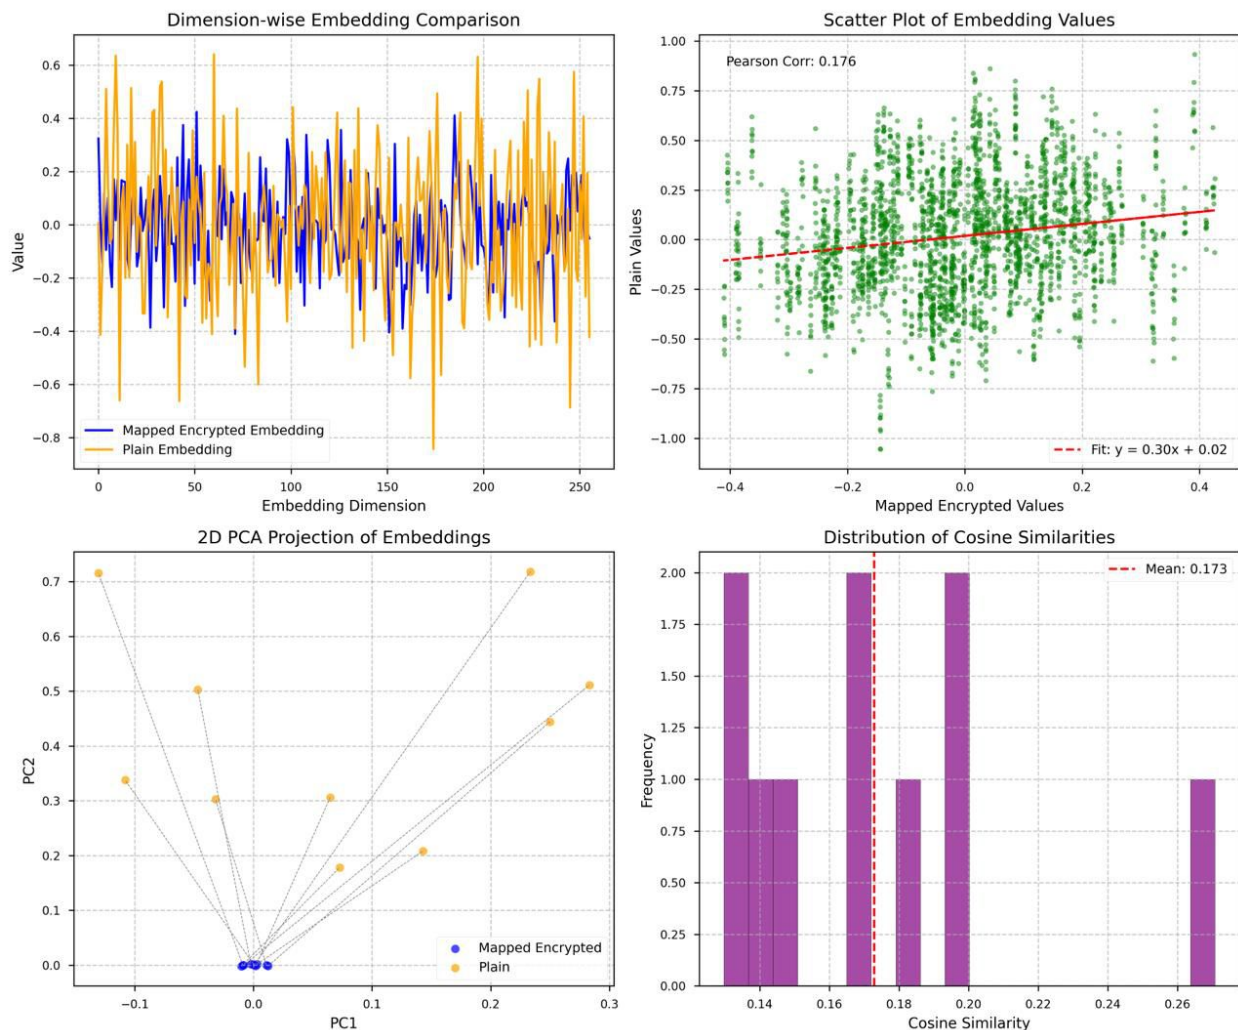 Dimension-wise Embedding Comparison
0.6
0.4
0.2
0.0
−0.2
−0.4
−0.6
−0.8
Value
Mapped Encrypted Embedding
Plain Embedding
0 50 100 150 200 250
Embedding Dimension
Scatter Plot of Embedding Values
1.00
0.75
0.50
0.25
0.00
−0.25
−0.50
−0.75
−1.00
Plain Values
Pearson Corr: 0.176
Fit: y = 0.30x + 0.02
−0.4 −0.2 0.0 0.2 0.4
Mapped Encrypted Values
2D PCA Projection of Embeddings
0.7
0.6
0.5
0.4
0.3
0.2
0.1
0.0
PC2
Mapped Encrypted
Plain
−0.1 0.0 0.1 0.2 0.3
PC1
Distribution of Cosine Similarities
2.00
1.75
1.50
1.25
1.00
0.75
0.50
0.25
0.00
Frequency
Mean: 0.173
0.14 0.16 0.18 0.20 0.22 0.24 0.26
Cosine Similarity